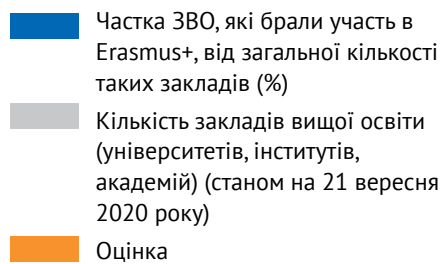 Частка ЗВО, які брали участь в
Erasmus+, від загальної кількості
таких закладів (%)
Кількість закладів вищої освіти
(університетів, інститутів,
академій) (станом на 21 вересня
2020 року)
Оцінка